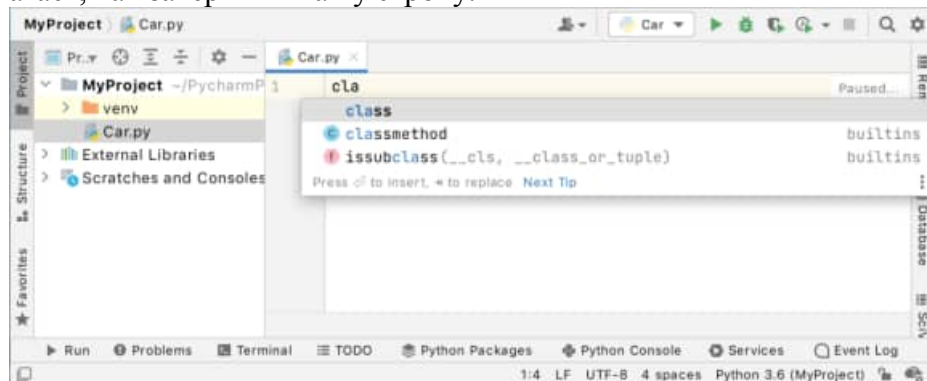 MyProject Car.py Car
Pr... Car.py
Project
MyProject ~/PycharmP 1 cla Paused...
class
venv
classmethod builtins
Car.py
issubclass(__cls, __class_or_tuple) builtins
External Libraries
Scratches and Consoles
Press to insert, to replace Next Tip
Structure
Database
Favorites
Run Problems Terminal TODO Python Packages Python Console Services Event Log
1:4 LF UTF-8 4 spaces Python 3.6 (MyProject)